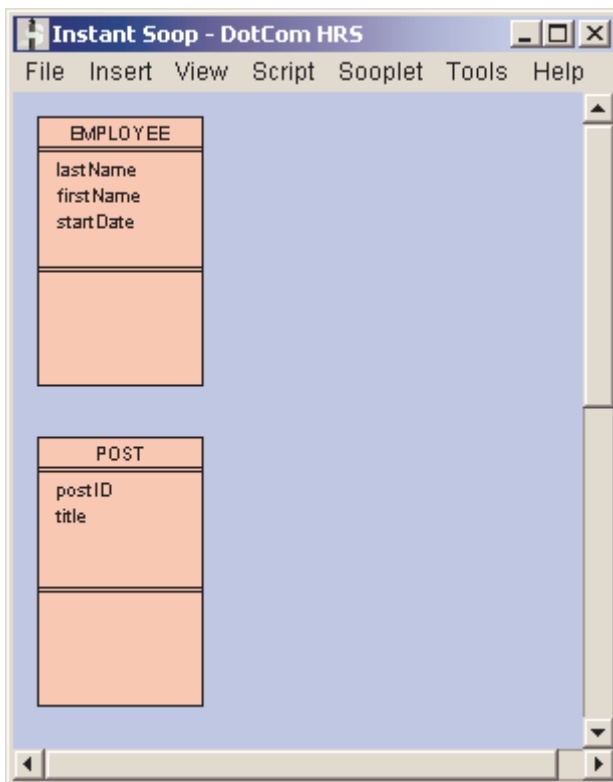 Instant Soop - DotCom HRS
File Insert View Script Sooplet Tools Help
EMPLOYEE
lastName
firstName
startDate
POST
postID
title